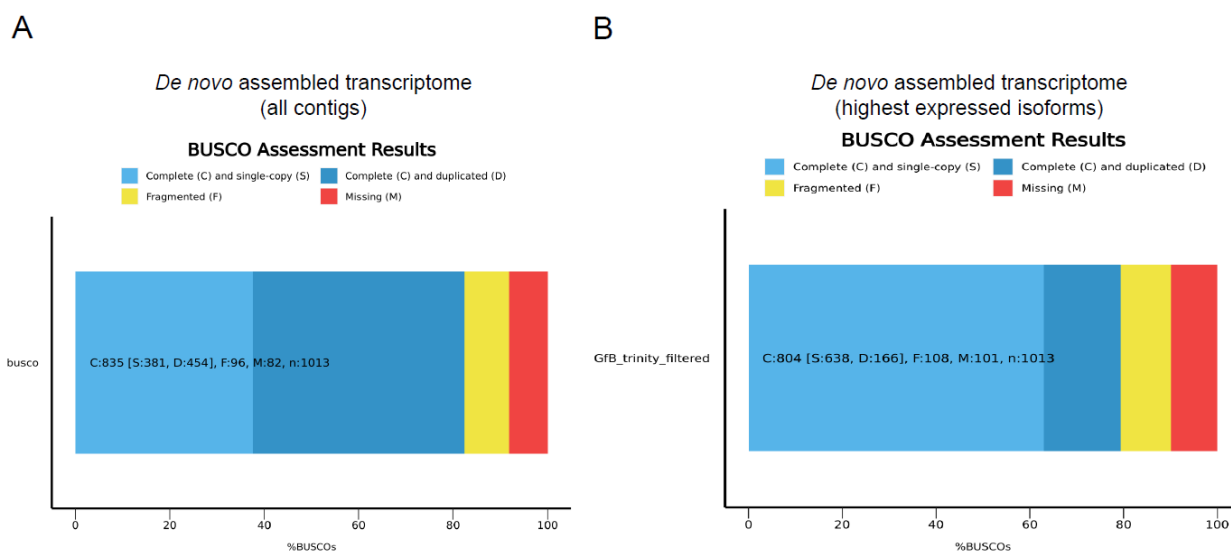 A
De novo assembled transcriptome
(all contigs)
BUSCO Assessment Results
Complete (C) and single-copy (S)
Complete (C) and duplicated (D)
Fragmented (F)
Missing (M)
busco
C:835 [S:381, D:454], F:96, M:82, n:1013
0
20
40
60
80
100
%BUSCOs
B
De novo assembled transcriptome
(highest expressed isoforms)
BUSCO Assessment Results
Complete (C) and single-copy (S)
Complete (C) and duplicated (D)
Fragmented (F)
Missing (M)
GfB_trinity_filtered
C:804 [S:638, D:166], F:108, M:101, n:1013
0
20
40
60
80
100
%BUSCOs